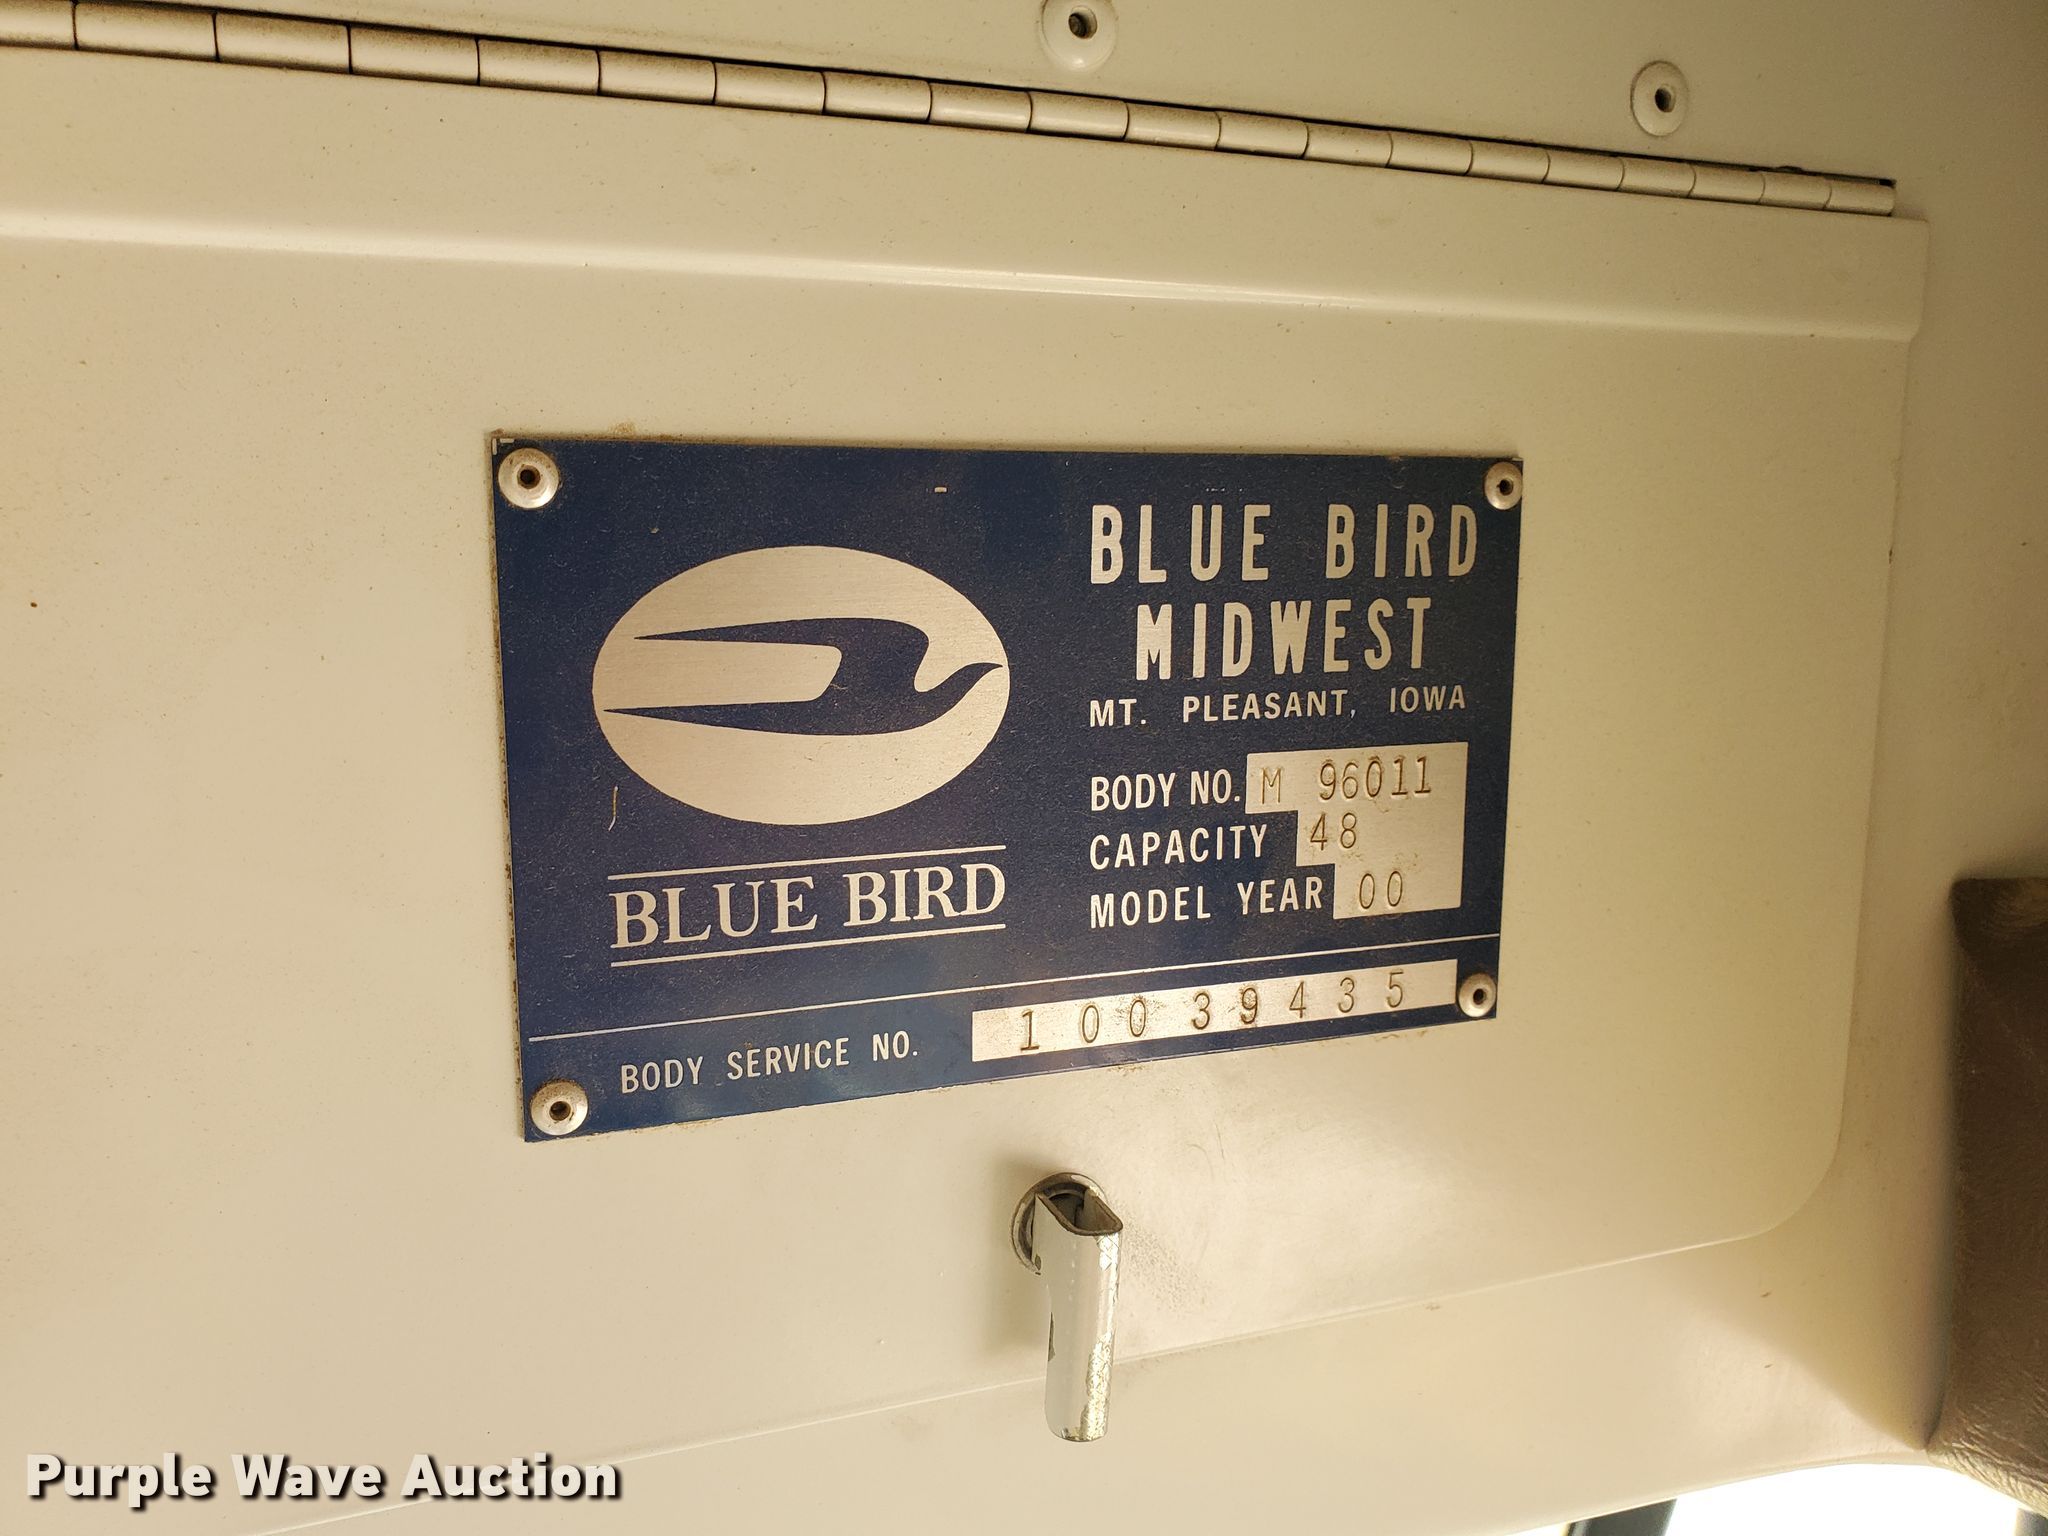 BLUE BIRD
MIDWEST
MT. PLEASANT, IOWA
BODY NO. M 96011
CAPACITY 48
MODEL YEAR 00
BLUE BIRD
BODY SERVICE NO. 10039435
Purple Wave Auction